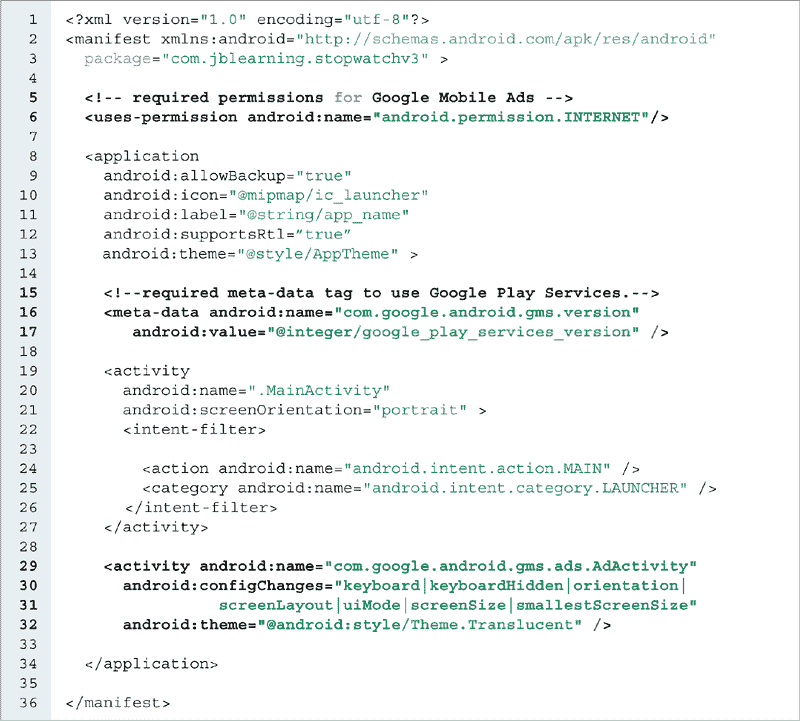 1 <?xml version="1.0" encoding="utf-8"?>
2 <manifest xmlns:android="http://schemas.android.com/apk/res/android"
3 package="com.jblearning.stopwatchv3" >
4
5 <!-- required permissions for Google Mobile Ads -->
6 <uses-permission android:name="android.permission.INTERNET"/>
7
8 <application
9 android:allowBackup="true"
10 android:icon="@mipmap/ic_launcher"
11 android:label="@string/app_name"
12 android:supportsRtl=”true”
13 android:theme="@style/AppTheme" >
14
15 <!--required meta-data tag to use Google Play Services.-->
16 <meta-data android:name="com.google.android.gms.version"
17 android:value="@integer/google_play_services_version" />
18
19 <activity
20 android:name=".MainActivity"
21 android:screenOrientation="portrait" >
22 <intent-filter>
23
24 <action android:name="android.intent.action.MAIN" />
25 <category android:name="android.intent.category.LAUNCHER" />
26 </intent-filter>
27 </activity>
28
29 <activity android:name="com.google.android.gms.ads.AdActivity"
30 android:configChanges="keyboard|keyboardHidden|orientation|
31 screenLayout|uiMode|screenSize|smallestScreenSize"
32 android:theme="@android:style/Theme.Translucent" />
33
34 </application>
35
36 </manifest>